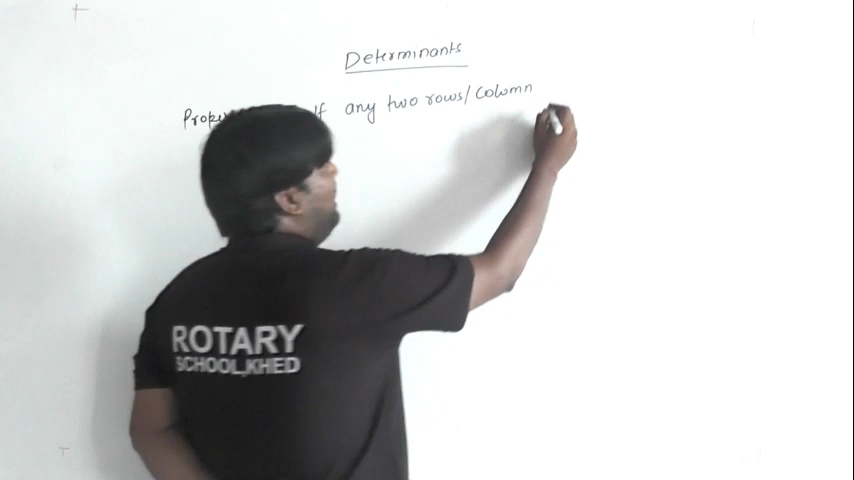 Determinants
If any two rows/column
ROTARY
SCHOOL,KHED